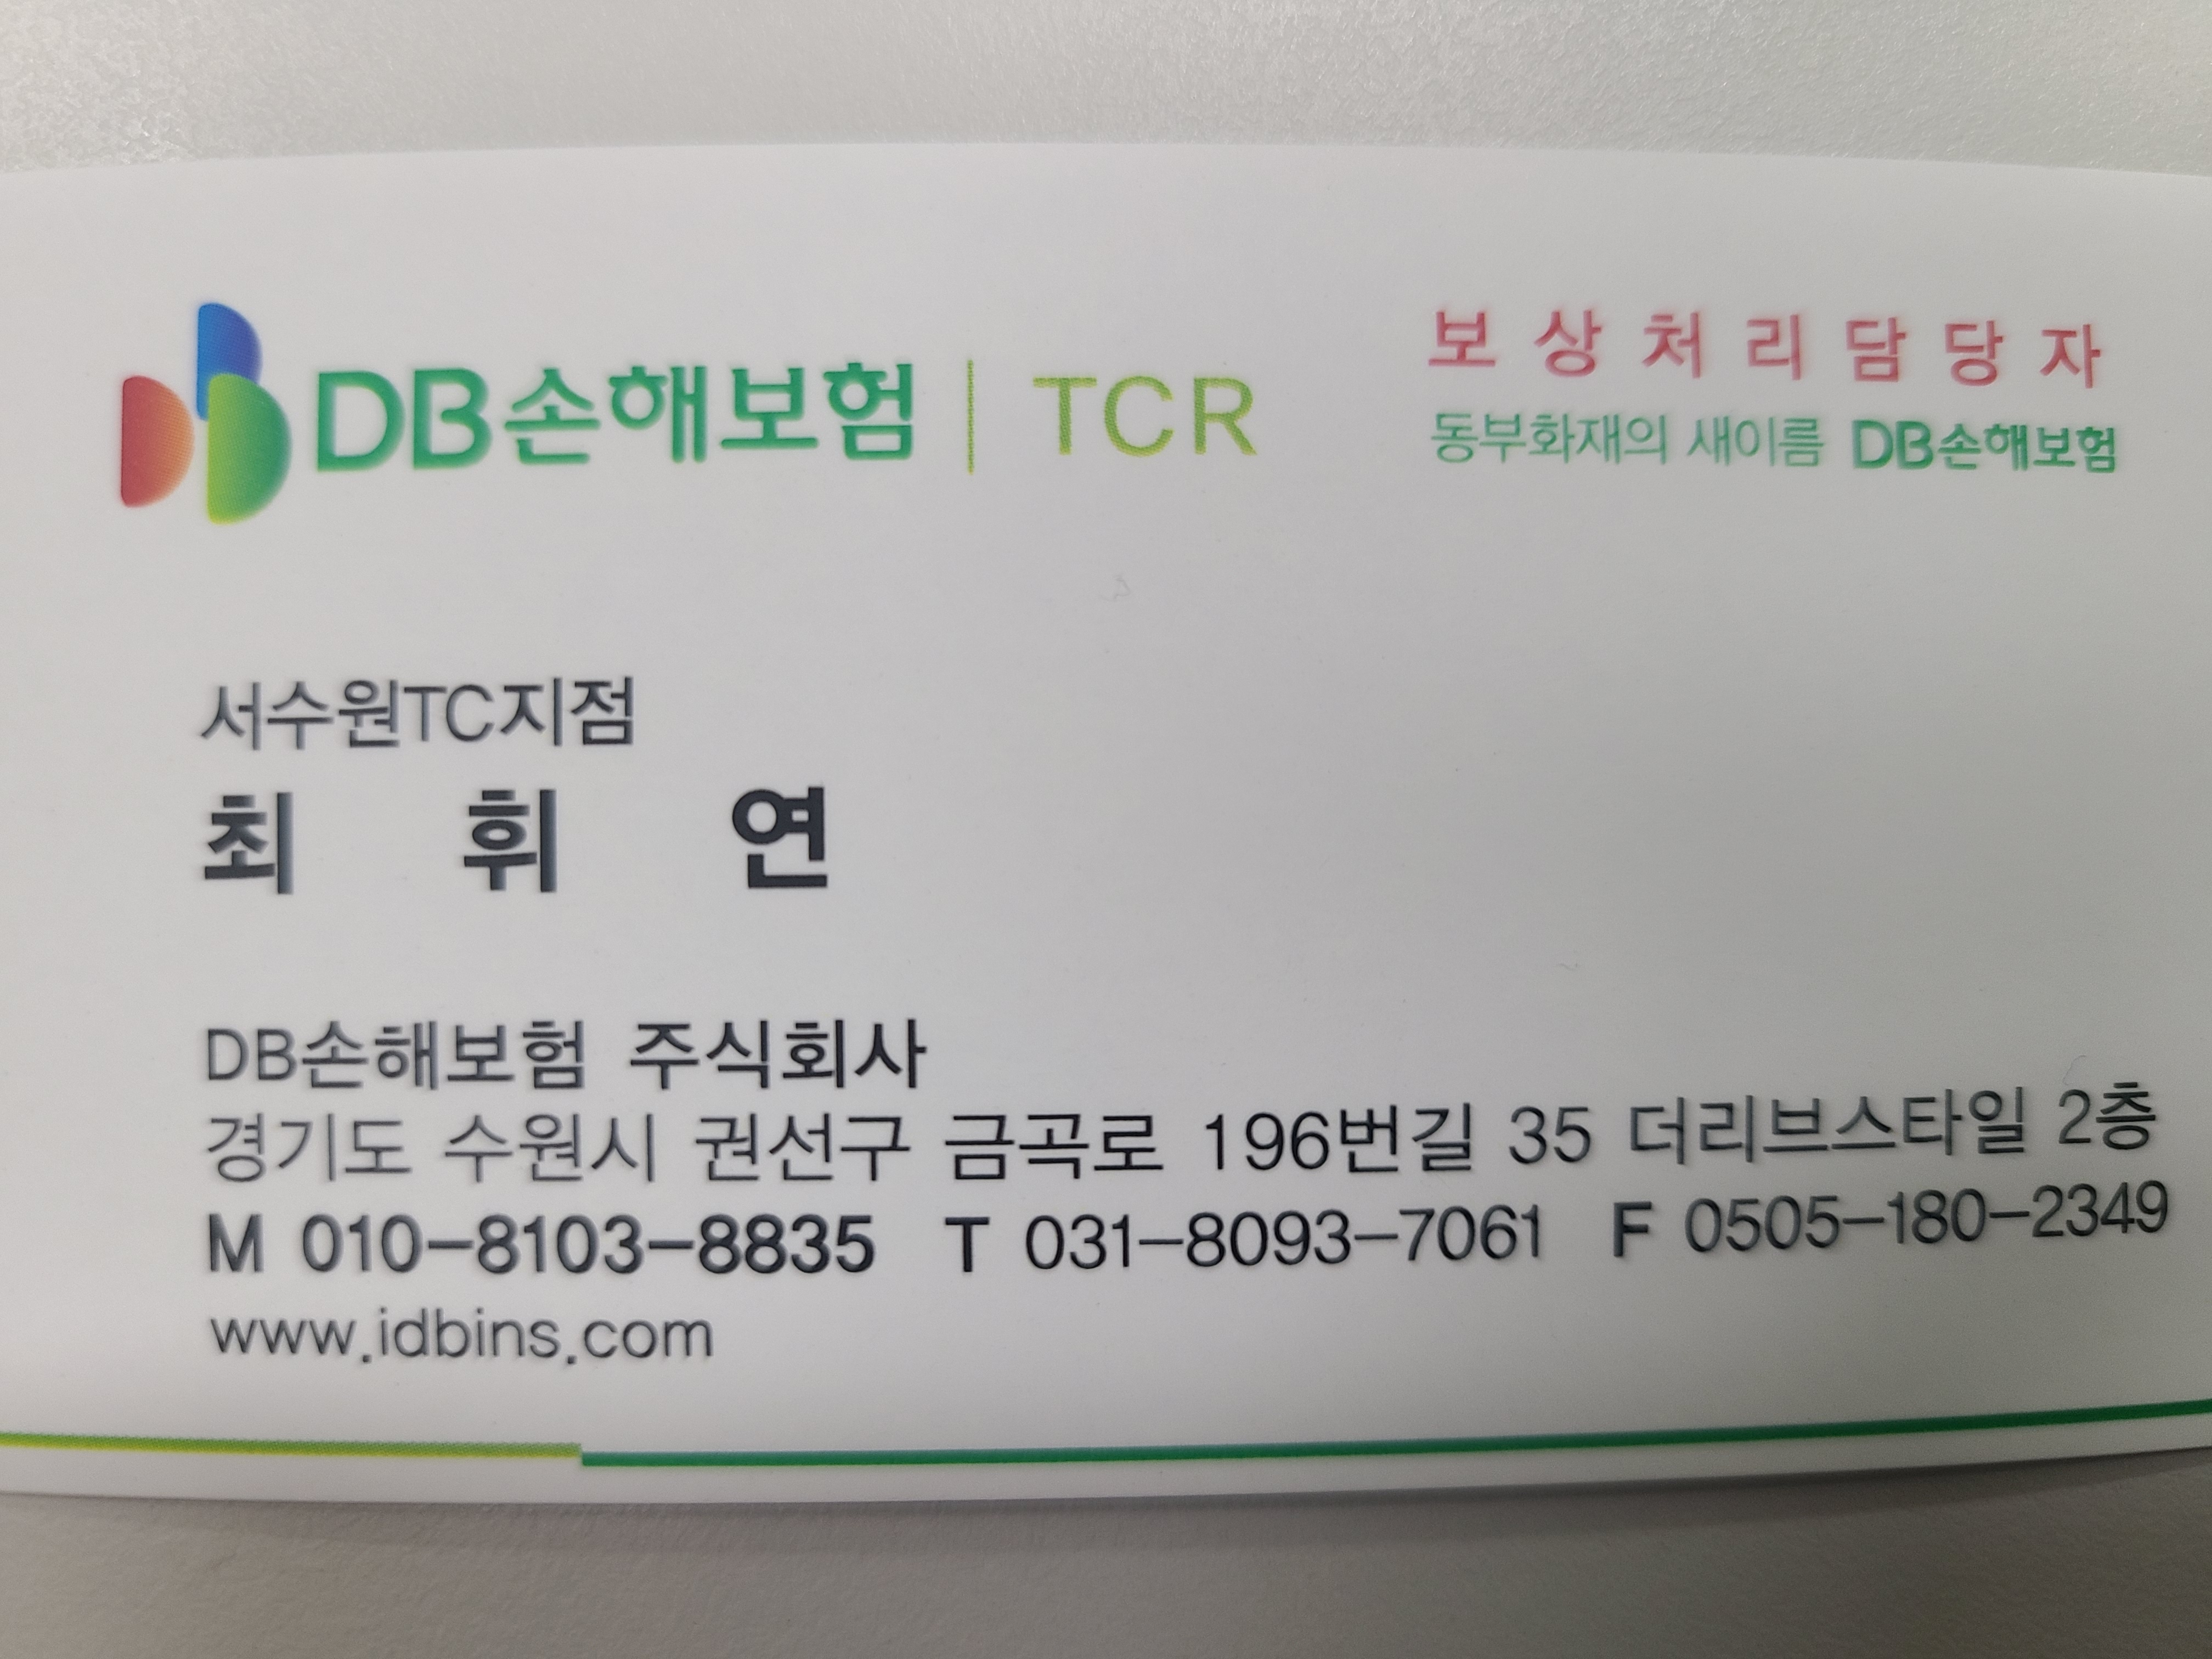 DB손해보험 | TCR
보상처리담당자
동부화재의 새이름 DB손해보험
서수원TC지점
최 휘 연
DB손해보험 주식회사
경기도 수원시 권선구 금곡로 196번길 35 더리브스타일 2층
M 010-8103-8835 T 031-8093-7061 F 0505-180-2349
www.idbins.com